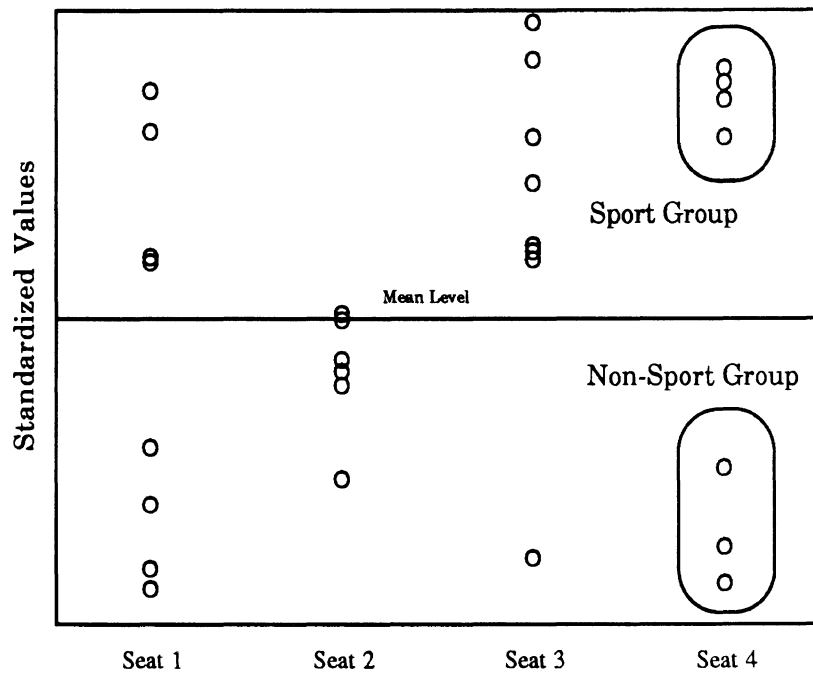 Standardized Values
Sport Group
Mean Level
Non-Sport Group
Seat 1
Seat 2
Seat 3
Seat 4